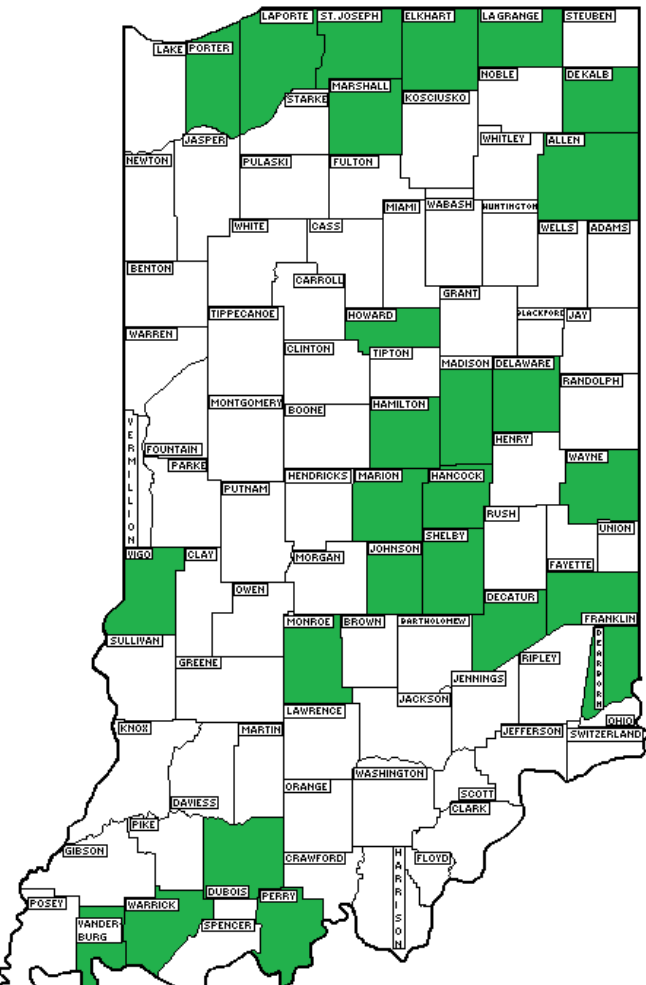 LAPORTE
ST. JOSEPH
ELKHART
LAGRANGE
STEUBEN
LAKE
PORTER
NOBLE
DEKALB
MARSHALL
STARKE
KOSCIUSKO
JASPER
WHITLEY
ALLEN
NEWTON
PULASKI
FULTON
MIAMI
WABASH
HUNTINGTON
WHITE
CASS
WELLS
ADAMS
BENTON
CARROLL
GRANT
TIPPECANOE
HOWARD
BLACKFORD
JAY
WARREN
CLINTON
TIPTON
MADISON
DELAWARE
RANDOLPH
MONTGOMERY
BOONE
HAMILTON
VERMILLION
HENRY
FOUNTAIN
WAYNE
PARKE
HENDRICKS
MARION
HANCOCK
PUTNAM
RUSH
UNION
SHELBY
VIGO
CLAY
MORGAN
JOHNSON
FAYETTE
OWEN
DECATUR
MONROE
BROWN
BARTHOLOMEW
FRANKLIN
SULLIVAN
DEARBORN
GREENE
RIPLEY
JENNINGS
JACKSON
LAWRENCE
OHIO
KNOX
MARTIN
JEFFERSON
SWITZERLAND
WASHINGTON
ORANGE
SCOTT
DAVIESS
CLARK
PIKE
GIBSON
CRAWFORD
HARRISON
FLOYD
DUBOIS
PERRY
POSEY
WARRICK
VANDER-
BURG
SPENCER